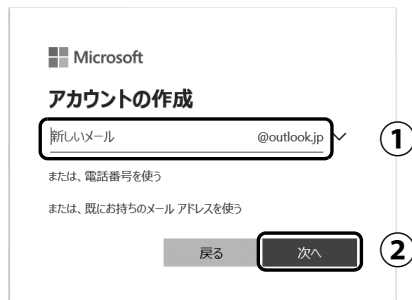 Microsoft
アカウントの作成
新しいメール @outlook.jp
①
または、電話番号を使う
または、既にお持ちのメール アドレスを使う
戻る 次へ
②